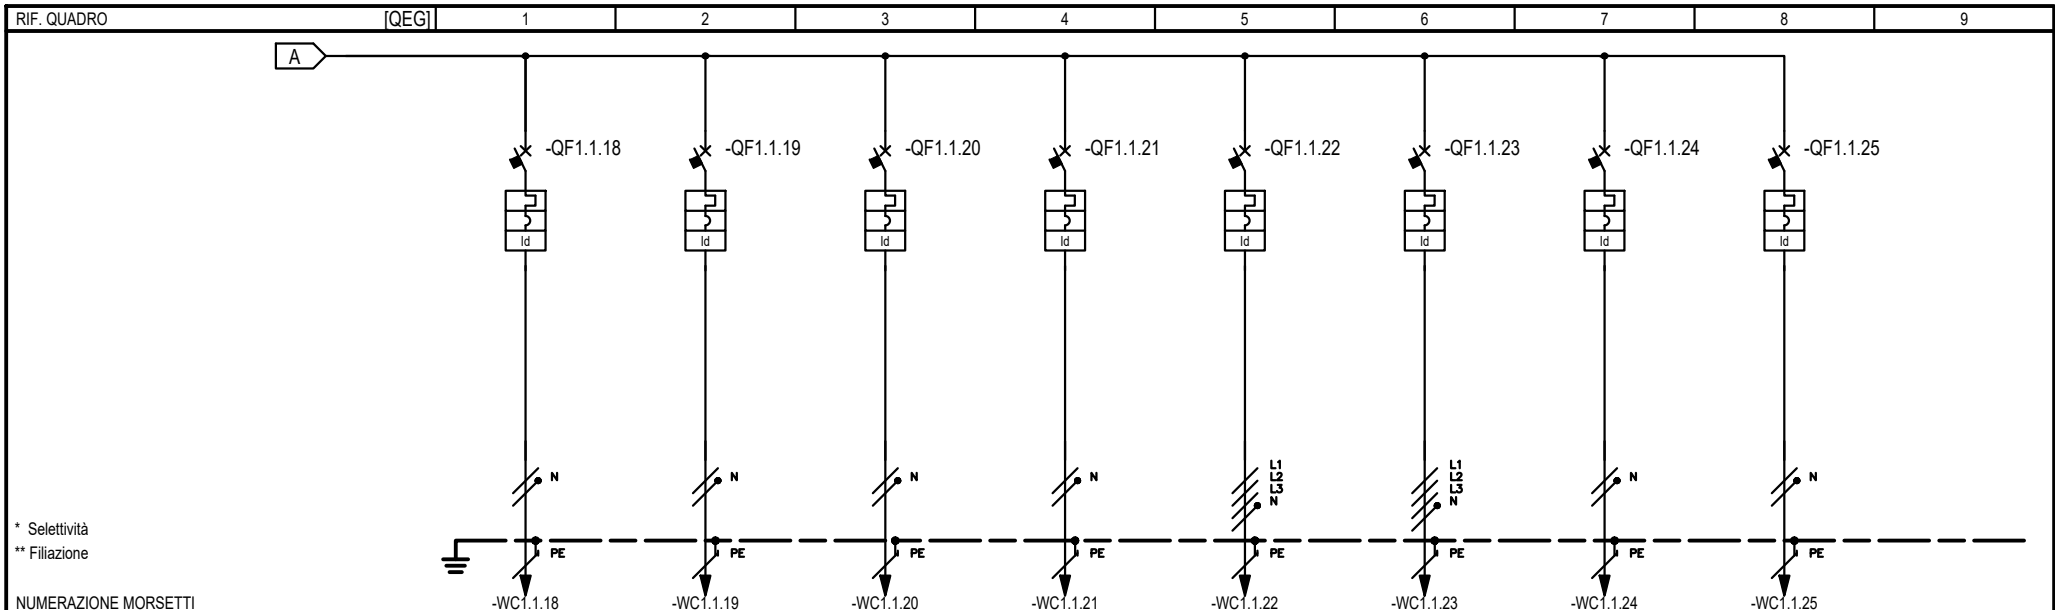 RIF. QUADRO [QEG] 1 2 3 4 5 6 7 8 9
A
-QF1.1.18 -QF1.1.19 -QF1.1.20 -QF1.1.21 -QF1.1.22 -QF1.1.23 -QF1.1.24 -QF1.1.25
Id Id Id Id Id Id Id Id
L1 L1
N N N N L2 L2 N N
L3 L3
N N
* Selettività
** Filiazione
PE PE PE PE PE PE PE PE
NUMERAZIONE MORSETTI -WC1.1.18 -WC1.1.19 -WC1.1.20 -WC1.1.21 -WC1.1.22 -WC1.1.23 -WC1.1.24 -WC1.1.25